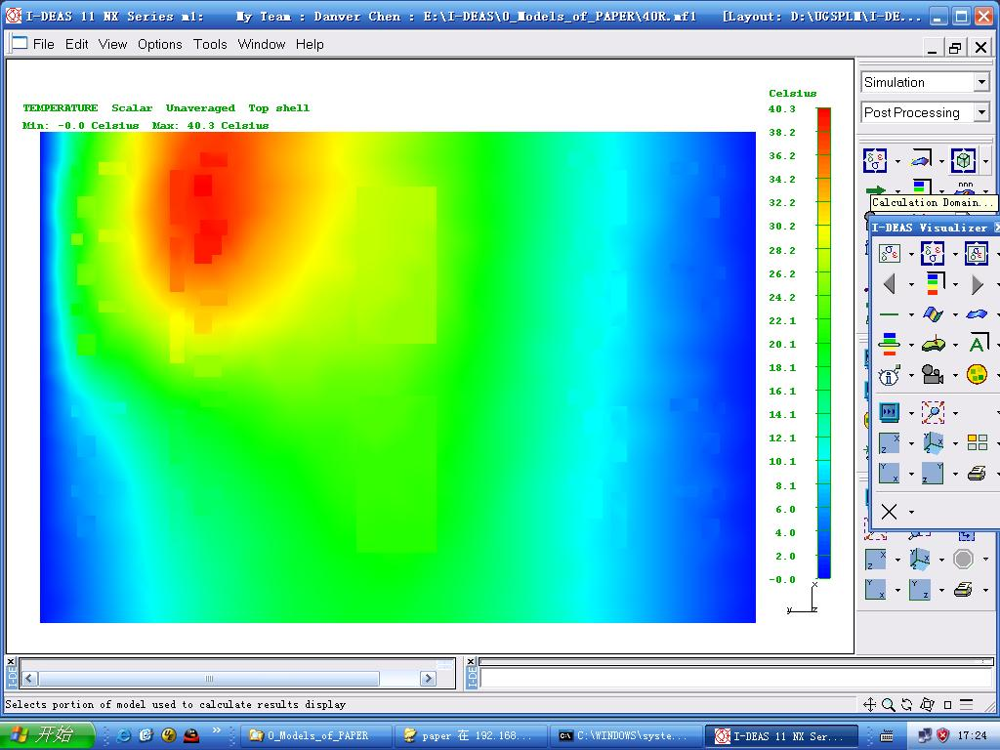 I-DEAS 11 NX Series m1: My Team : Danver Chen : E:\I-DEAS\0_Models_of_PAPER\40R.mf1 [Layout: D:\UGSPLM\I-DE...
File Edit View Options Tools Window Help
TEMPERATURE Scalar Unaveraged Top shell
Min: -0.0 Celsius Max: 40.3 Celsius
Celsius
40.3
38.2
36.2
34.2
32.2
30.2
28.2
26.2
24.2
22.1
20.1
18.1
16.1
14.1
12.1
10.1
8.1
6.0
4.0
2.0
-0.0
x
y z
Simulation
Post Processing
Calculation Domain...
I-DEAS Visualizer
I-DE
I-DE
Selects portion of model used to calculate results display
开始
0_Models_of_PAPER
paper 在 192.168...
C:\WINDOWS\syste...
I-DEAS 11 NX Ser...
17:24